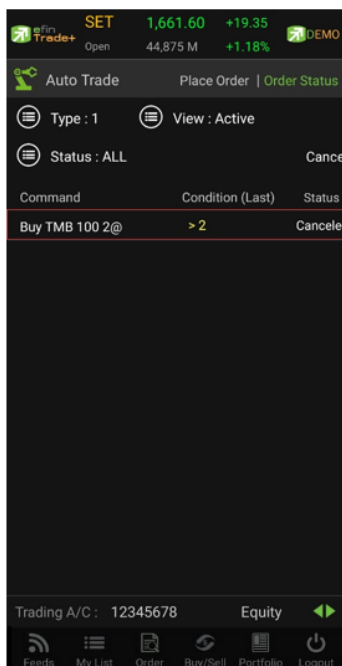 efin Trade+ SET 1,661.60 +19.35 DEMO
Open 44,875 M +1.18%
Auto Trade Place Order | Order Status
Type : 1 View : Active
Status : ALL Cance
Command Condition (Last) Status
Buy TMB 100 2@ > 2 Cancele
Trading A/C : 12345678 Equity
Feeds My List Order Buy/Sell Portfolio Logout